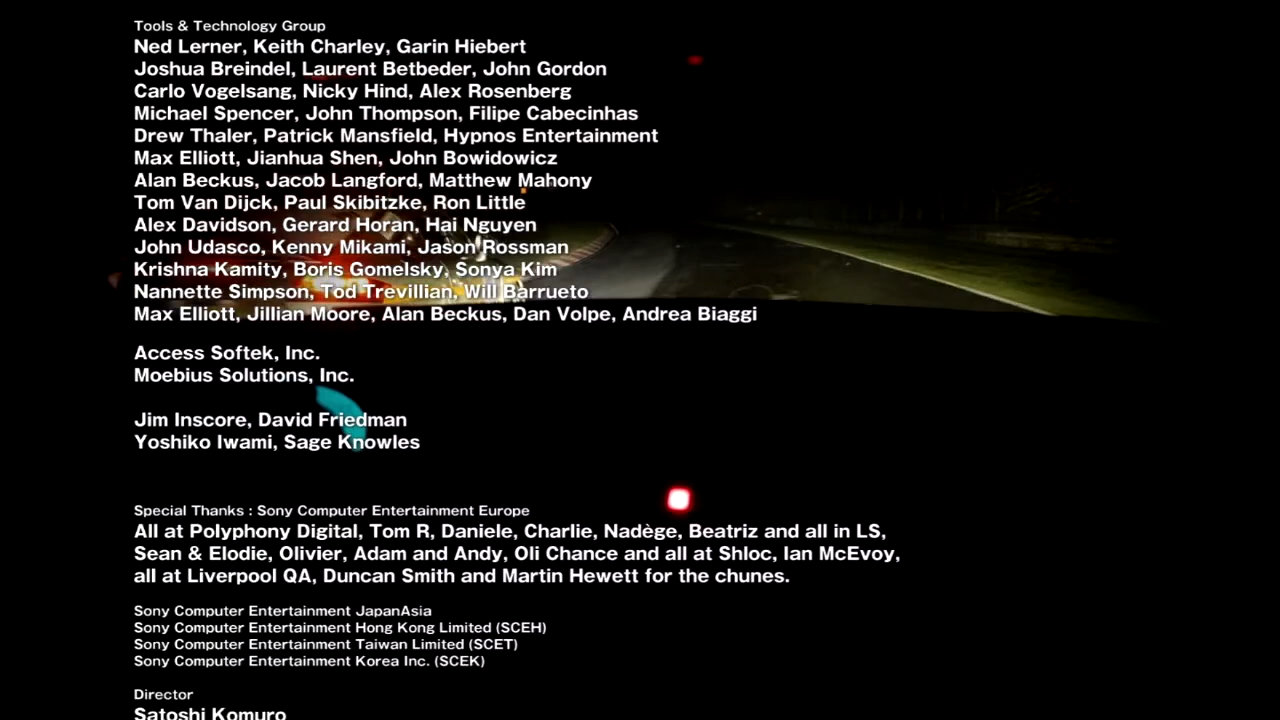 Tools & Technology Group
Ned Lerner, Keith Charley, Garin Hiebert
Joshua Breindel, Laurent Betbeder, John Gordon
Carlo Vogelsang, Nicky Hind, Alex Rosenberg
Michael Spencer, John Thompson, Filipe Cabecinhas
Drew Thaler, Patrick Mansfield, Hypnos Entertainment
Max Elliott, Jianhua Shen, John Bowidowicz
Alan Beckus, Jacob Langford, Matthew Mahony
Tom Van Dijck, Paul Skibitzke, Ron Little
Alex Davidson, Gerard Horan, Hai Nguyen
John Udasco, Kenny Mikami, Jason Rossman
Krishna Kamity, Boris Gomelsky, Sonya Kim
Nannette Simpson, Tod Trevillian, Will Barrueto
Max Elliott, Jillian Moore, Alan Beckus, Dan Volpe, Andrea Biaggi
Access Softek, Inc.
Moebius Solutions, Inc.
Jim Inscore, David Friedman
Yoshiko Iwami, Sage Knowles
Special Thanks : Sony Computer Entertainment Europe
All at Polyphony Digital, Tom R, Daniele, Charlie, Nadège, Beatriz and all in LS,
Sean & Elodie, Olivier, Adam and Andy, Oli Chance and all at Shloc, Ian McEvoy,
all at Liverpool QA, Duncan Smith and Martin Hewett for the chunes.
Sony Computer Entertainment JapanAsia
Sony Computer Entertainment Hong Kong Limited (SCEH)
Sony Computer Entertainment Taiwan Limited (SCET)
Sony Computer Entertainment Korea Inc. (SCEK)
Director
Satoshi Komuro